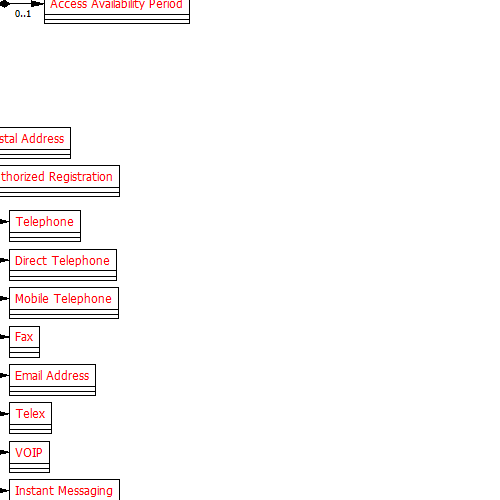 Access Availability Period
0..1
stal Address
thorized Registration
Telephone
Direct Telephone
Mobile Telephone
Fax
Email Address
Telex
VOIP
Instant Messaging